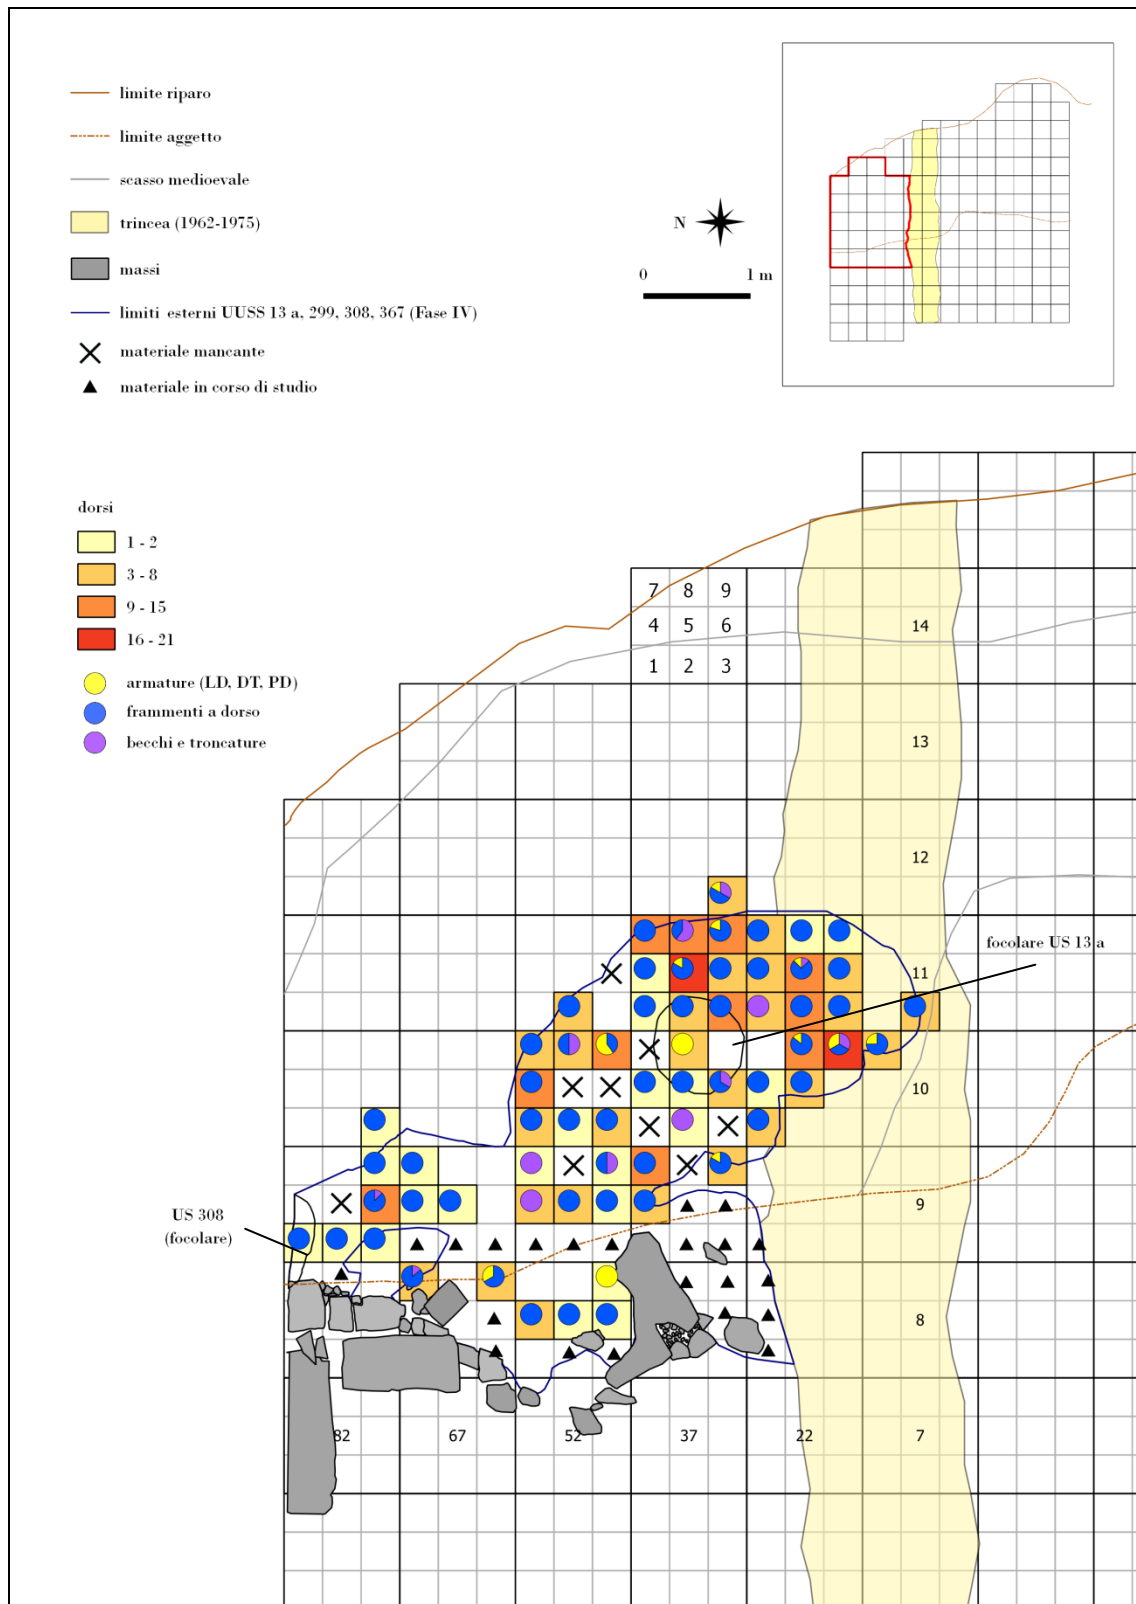 limite riparo
limite aggetto
scasso medioevale
trincea (1962-1975)
massi
limiti esterni UUSS 13 a, 299, 308, 367 (Fase IV)
materiale mancante
materiale in corso di studio
N
0 1 m
dorsi
1 - 2
3 - 8
9 - 15
16 - 21
armature (LD, DT, PD)
frammenti a dorso
becchi e troncature
7 8 9
4 5 6
1 2 3
14
13
12
focolare US 13 a
11
10
US 308
(focolare)
9
8
82 67 52 37 22 7